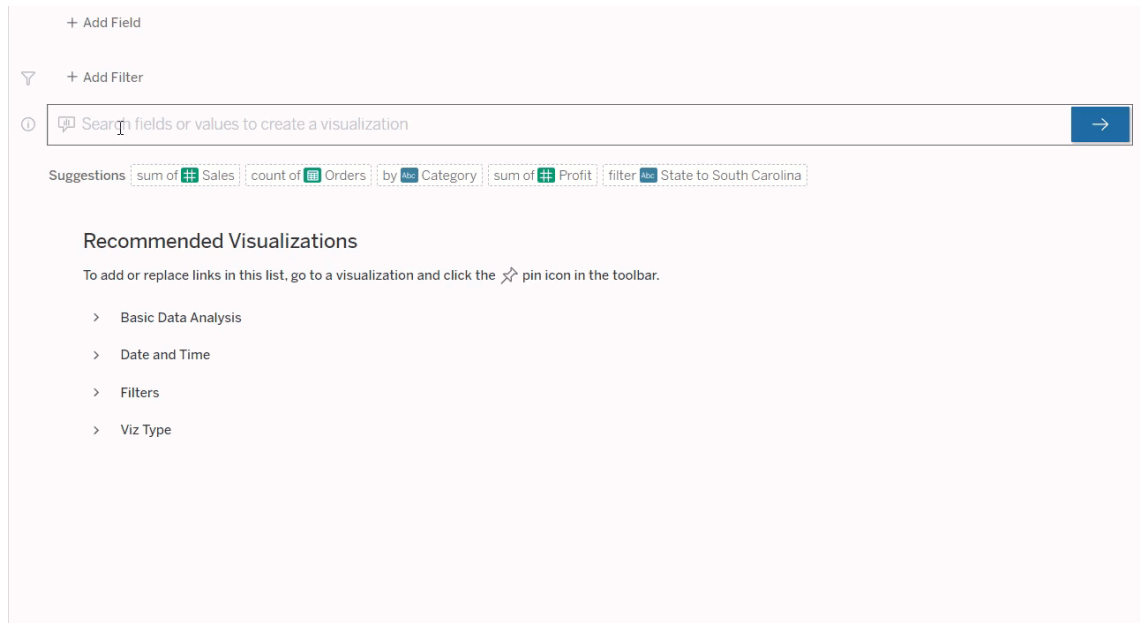 + Add Field
+ Add Filter
Search fields or values to create a visualization
Suggestions sum of # Sales count of Orders by Abc Category sum of # Profit filter Abc State to South Carolina
Recommended Visualizations
To add or replace links in this list, go to a visualization and click the pin icon in the toolbar.
Basic Data Analysis
Date and Time
Filters
Viz Type